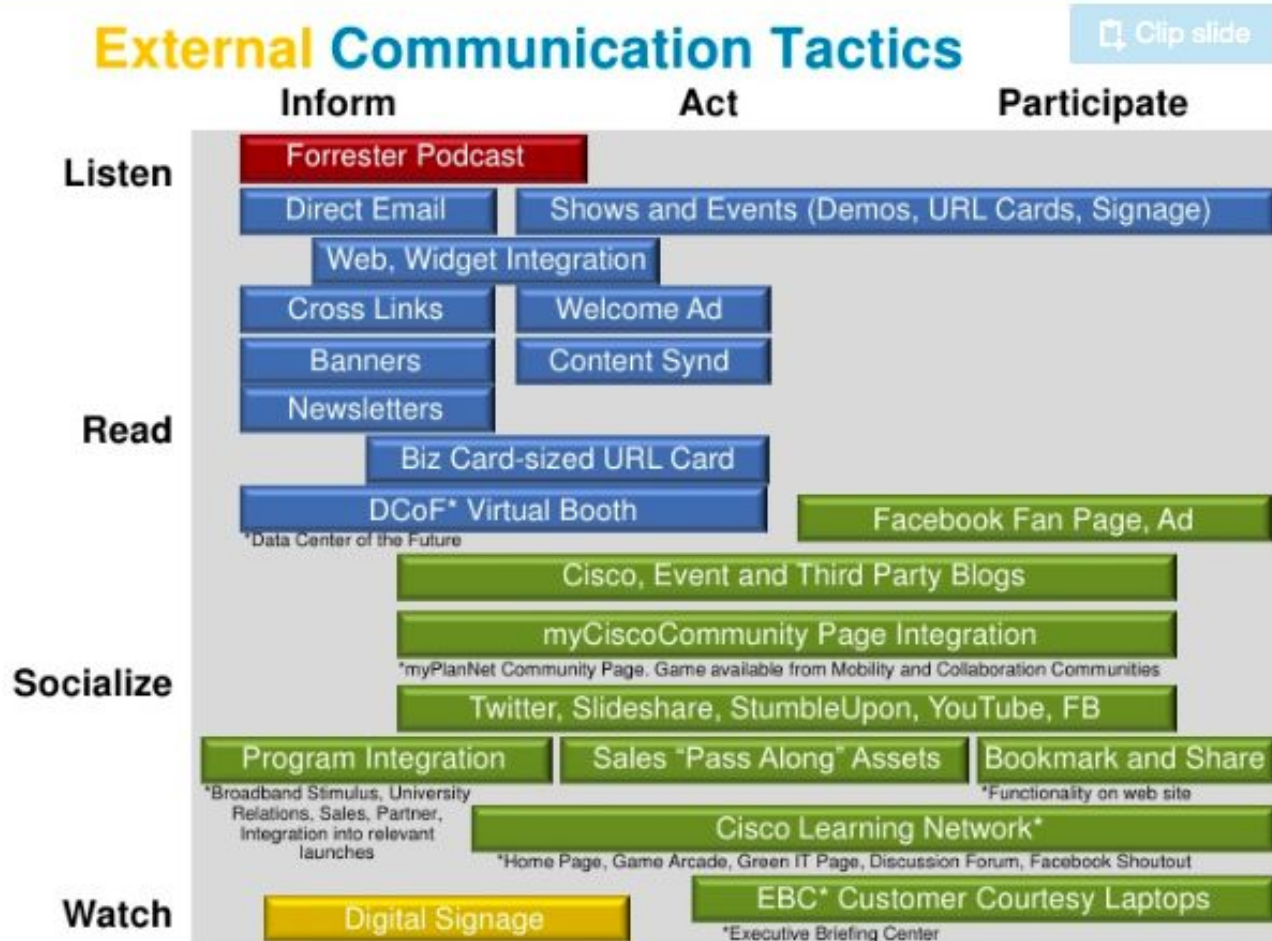 External Communication Tactics
Clip slide
Inform Act Participate
Listen
Forrester Podcast
Direct Email
Shows and Events (Demos, URL Cards, Signage)
Web, Widget Integration
Cross Links
Welcome Ad
Banners
Content Synd
Read
Newsletters
Biz Card-sized URL Card
DCoF* Virtual Booth
*Data Center of the Future
Facebook Fan Page, Ad
Cisco, Event and Third Party Blogs
myCiscoCommunity Page Integration
*myPlanNet Community Page. Game available from Mobility and Collaboration Communities
Socialize
Twitter, Slideshare, StumbleUpon, YouTube, FB
Program Integration
Sales “Pass Along” Assets
Bookmark and Share
*Broadband Stimulus, University
Relations, Sales, Partner,
Integration into relevant
launches
*Functionality on web site
Cisco Learning Network*
*Home Page, Game Arcade, Green IT Page, Discussion Forum, Facebook Shoutout
Watch
Digital Signage
EBC* Customer Courtesy Laptops
*Executive Briefing Center